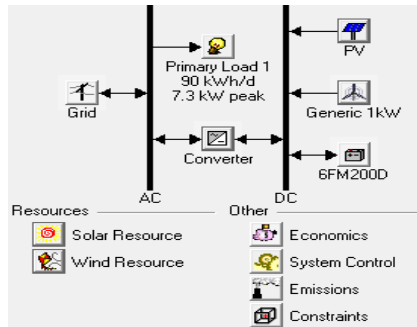 PV
Primary Load 1
90 kWh/d
7.3 kW peak
Grid
Generic 1kW
Converter
6FM200D
AC
DC
Resources
Other
Solar Resource
Economics
Wind Resource
System Control
Emissions
Constraints